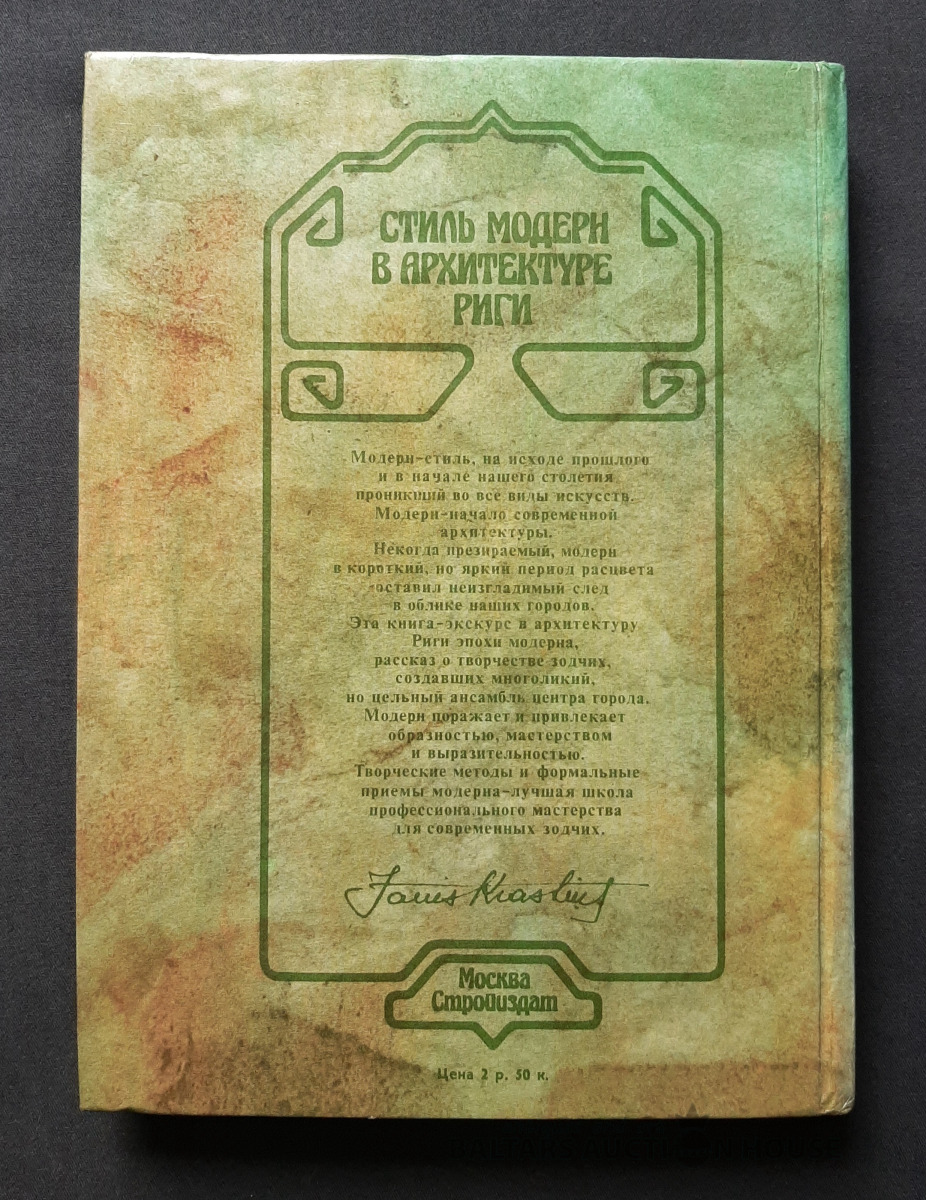 СТИЛЬ МОДЕРН
В АРХИТЕКТУРЕ
РИГИ
Модерн-стиль, на исходе прошлого
и в начале нашего столетия
проникший во все виды искусств.
Модерн-начало современной
архитектуры.
Некогда презираемый, модерн
в короткий, но яркий период расцвета
оставил неизгладимый след
в облике наших городов.
Эта книга-экскурс в архитектуру
Риги эпохи модерна,
рассказ о творчестве зодчих,
создавших многоликий,
но цельный ансамбль центра города.
Модерн поражает и привлекает
образностью, мастерством
и выразительностью.
Творческие методы и формальные
приемы модерна-лучшая школа
профессионального мастерства
для современных зодчих.
Janis Krastinš
Москва
Стройиздат
Цена 2 р. 50 к.